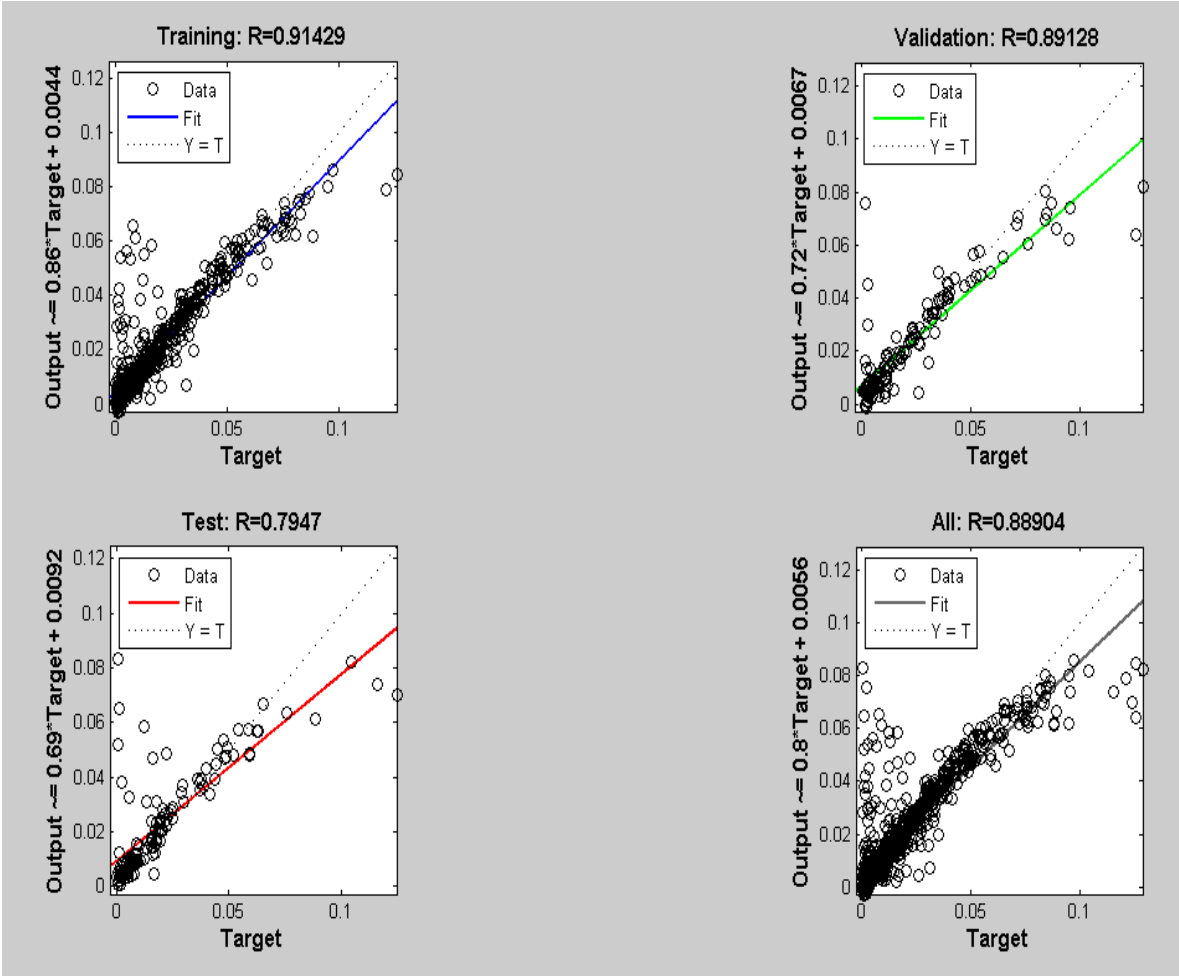 Training: R=0.91429
Output ~= 0.86*Target + 0.0044
0.12
0.1
0.08
0.06
0.04
0.02
0
Data
Fit
Y = T
0
0.05
0.1
Target
Validation: R=0.89128
Output ~= 0.72*Target + 0.0067
0.12
0.1
0.08
0.06
0.04
0.02
0
Data
Fit
Y = T
0
0.05
0.1
Target
Test: R=0.7947
Output ~= 0.69*Target + 0.0092
0.12
0.1
0.08
0.06
0.04
0.02
0
Data
Fit
Y = T
0
0.05
0.1
Target
All: R=0.88904
Output ~= 0.8*Target + 0.0056
0.12
0.1
0.08
0.06
0.04
0.02
0
Data
Fit
Y = T
0
0.05
0.1
Target